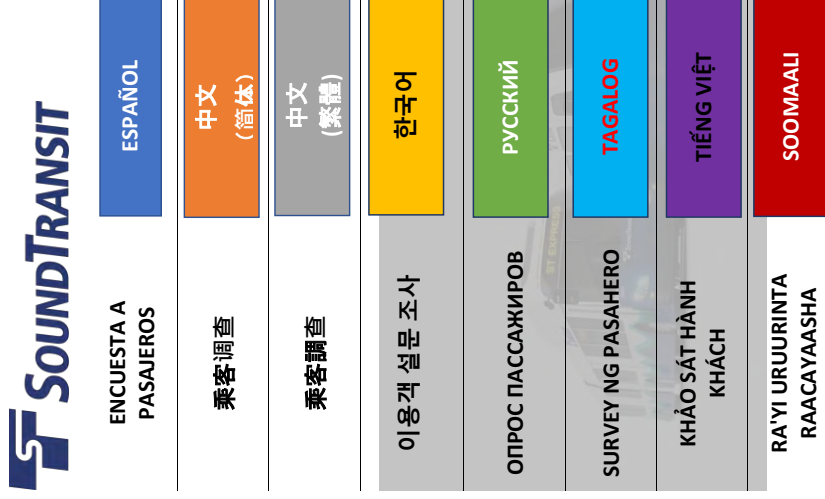 SOUNDTRANSIT
ENCUESTA A
PASAJEROS
ESPAÑOL
乘客调查
中文
（简体）
乘客調查
中文
(繁體)
이용객 설문 조사
한국어
ОПРОС ПАССАЖИРОВ
РУССКИЙ
SURVEY NG PASAHERO
TAGALOG
KHẢO SÁT HÀNH
KHÁCH
TIẾNG VIỆT
RA'YI URUURINTA
RAACAYAASHA
SOOMAALI
ST EXPRESS